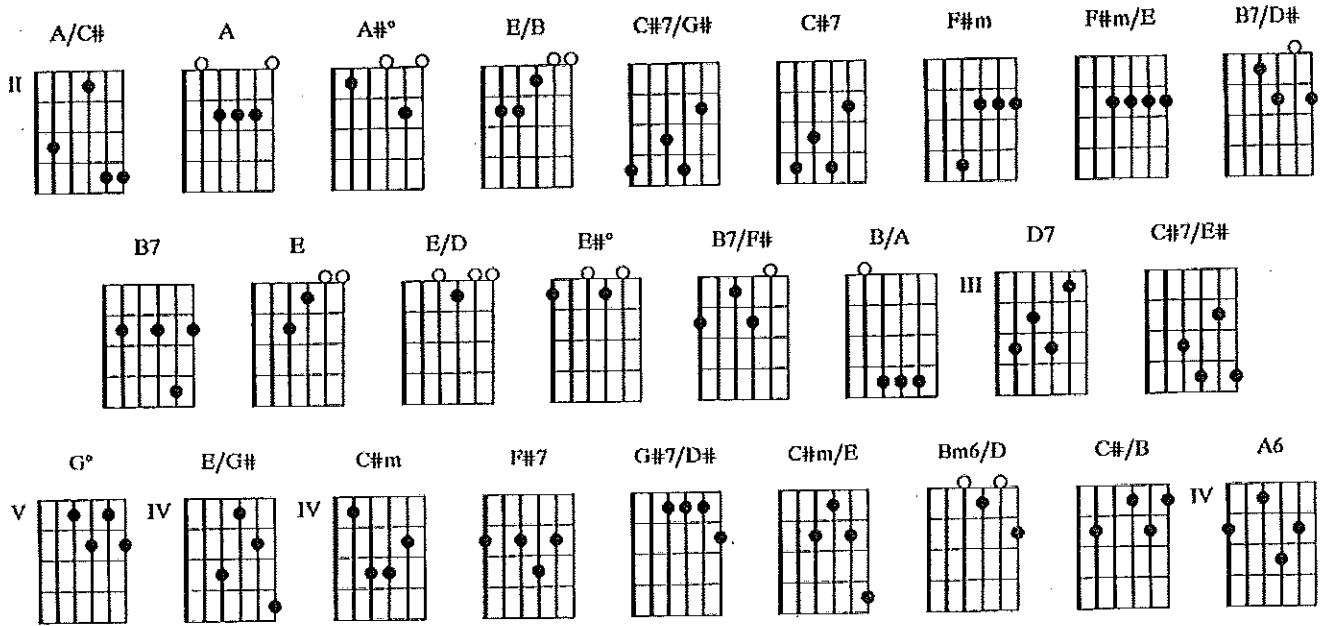 A/C# A A#° E/B C#7/G# C#7 F#m F#m/E B7/D#
II
B7 E E/D E#° B7/F# B/A D7 C#7/E#
III
G° E/G# C#m F#7 G#7/D# C#m/E Bm6/D C#/B A6
V IV IV IV